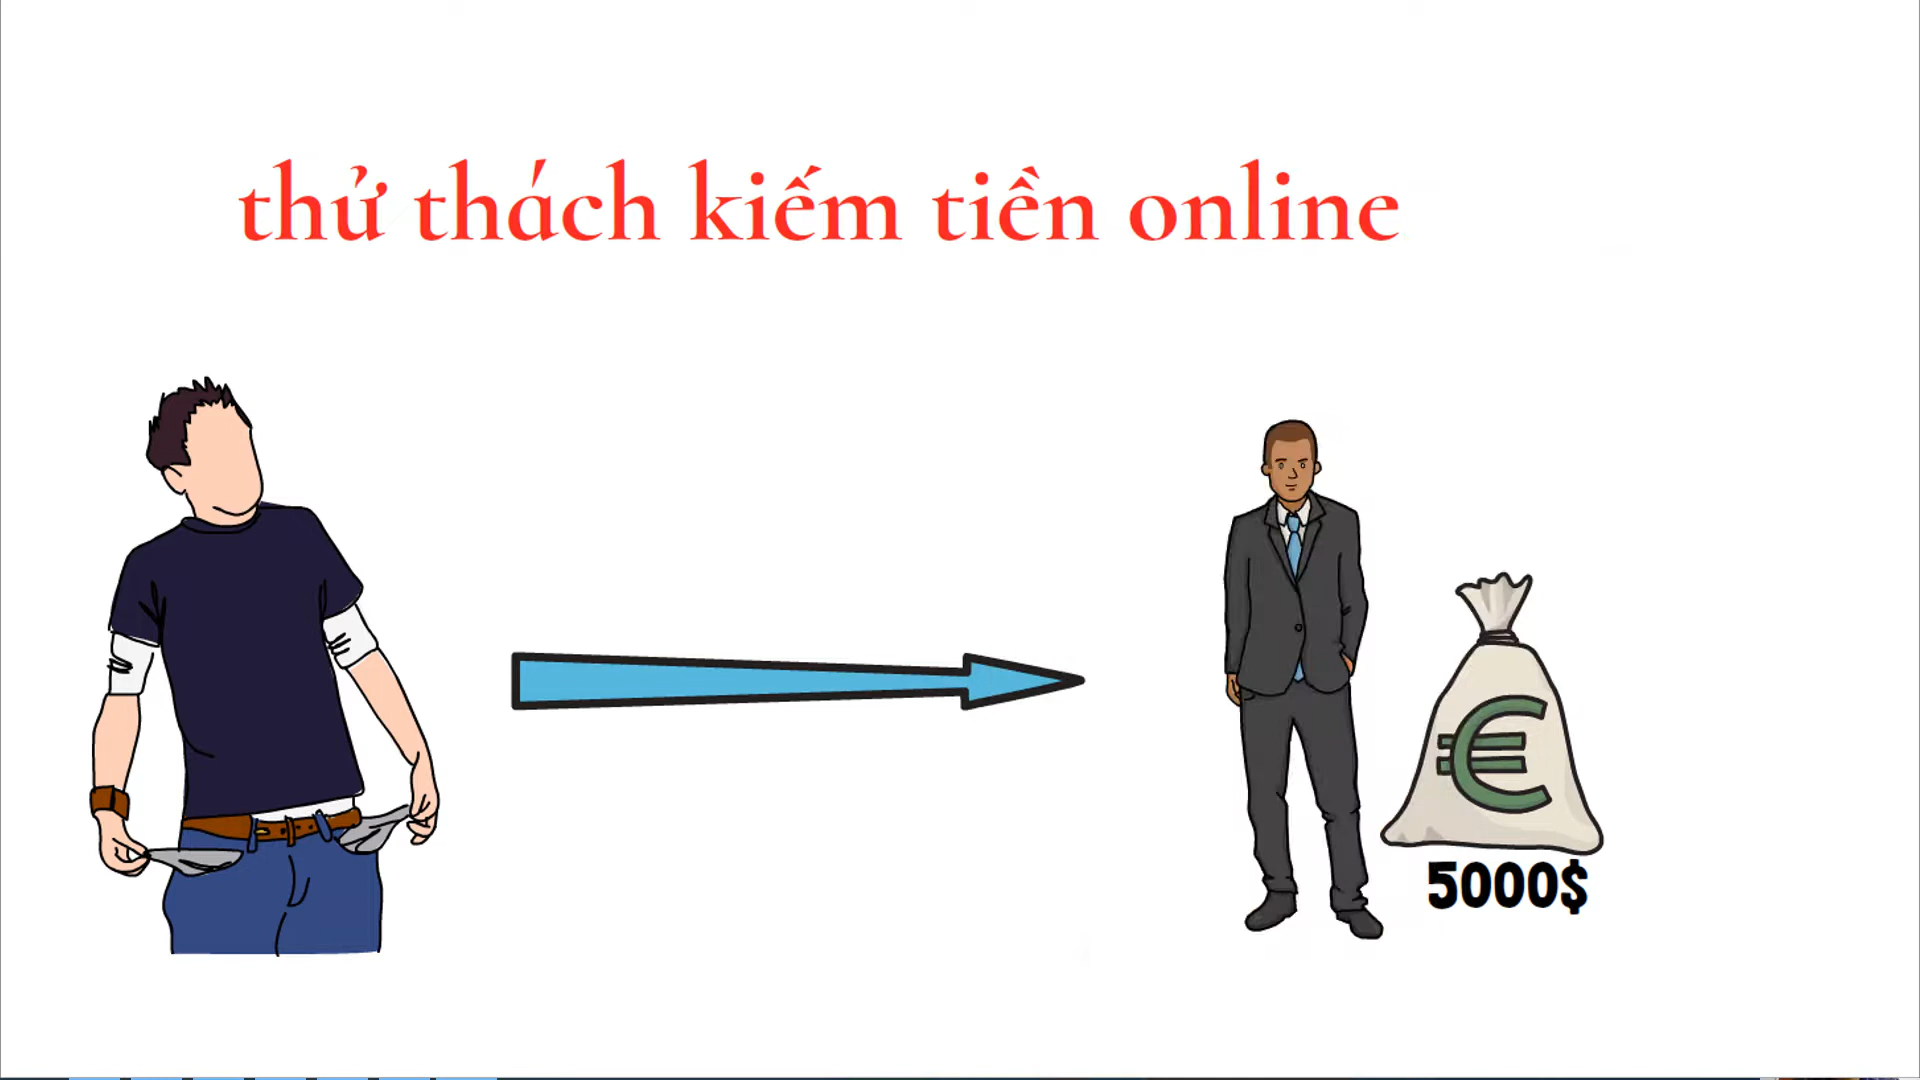 thử thách kiếm tiền online
5000$